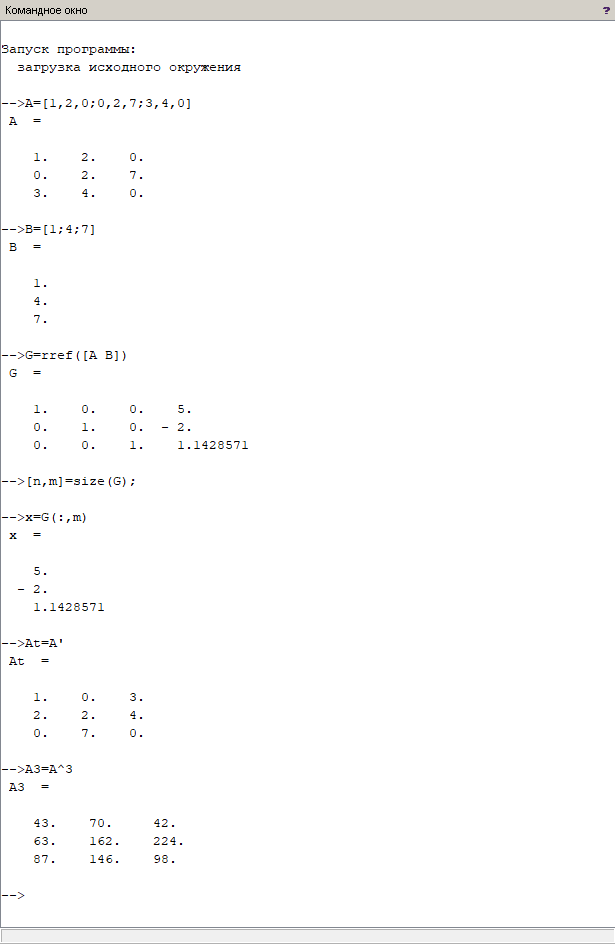 Командное окно ?
Запуск программы:
  загрузка исходного окружения
-->A=[1,2,0;0,2,7;3,4,0]
 A  =
    1.    2.    0.
    0.    2.    7.
    3.    4.    0.
-->B=[1;4;7]
 B  =
    1.
    4.
    7.
-->G=rref([A B])
 G  =
    1.    0.    0.    5.
    0.    1.    0.  - 2.
    0.    0.    1.    1.1428571
-->[n,m]=size(G);
-->x=G(:,m)
 x  =
    5.
  - 2.
    1.1428571
-->At=A'
 At  =
    1.    0.    3.
    2.    2.    4.
    0.    7.    0.
-->A3=A^3
 A3  =
    43.    70.     42.
    63.    162.    224.
    87.    146.    98.
-->